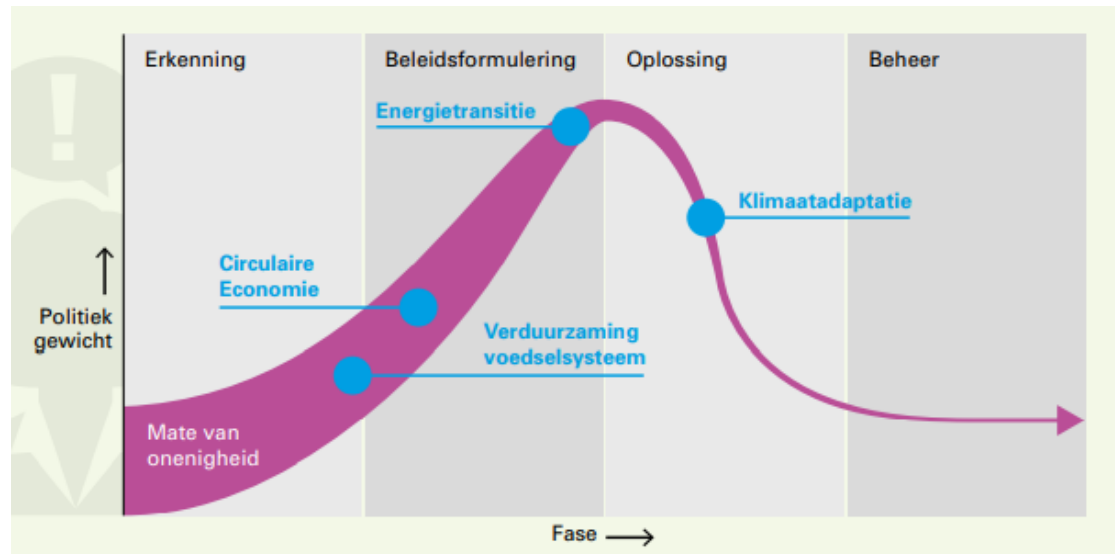 Erkenning
Beleidsformulering
Oplossing
Beheer
Energietransitie
Klimaatadaptatie
Circulaire
Economie
Politiek
gewicht
Verduurzaming
voedselsysteem
Mate van
onenigheid
Fase